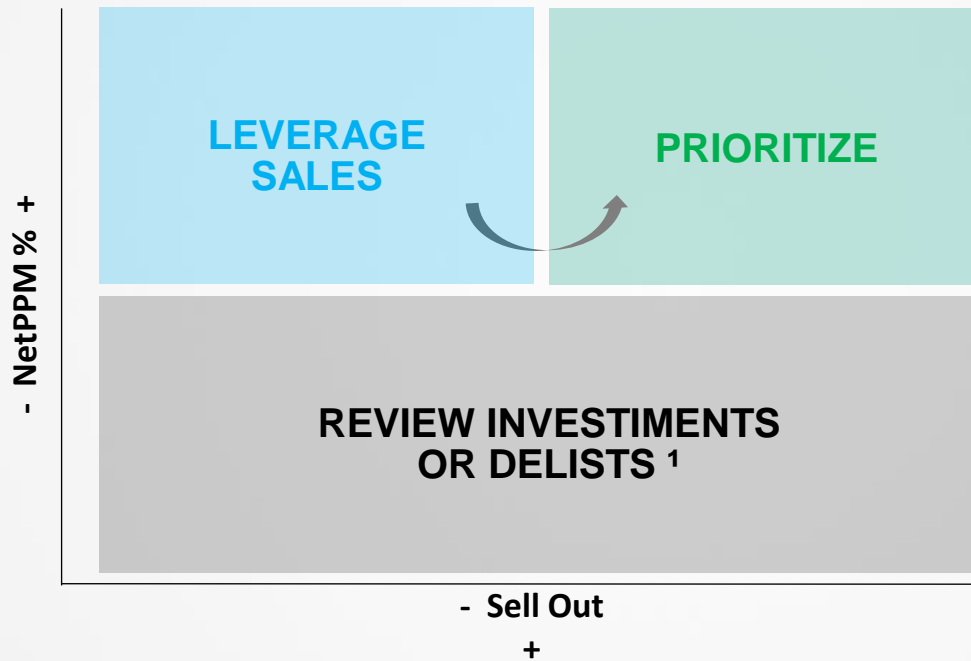 LEVERAGE
SALES
PRIORITIZE
- NetPPM % +
REVIEW INVESTIMENTS
OR DELISTS ¹
- Sell Out
+